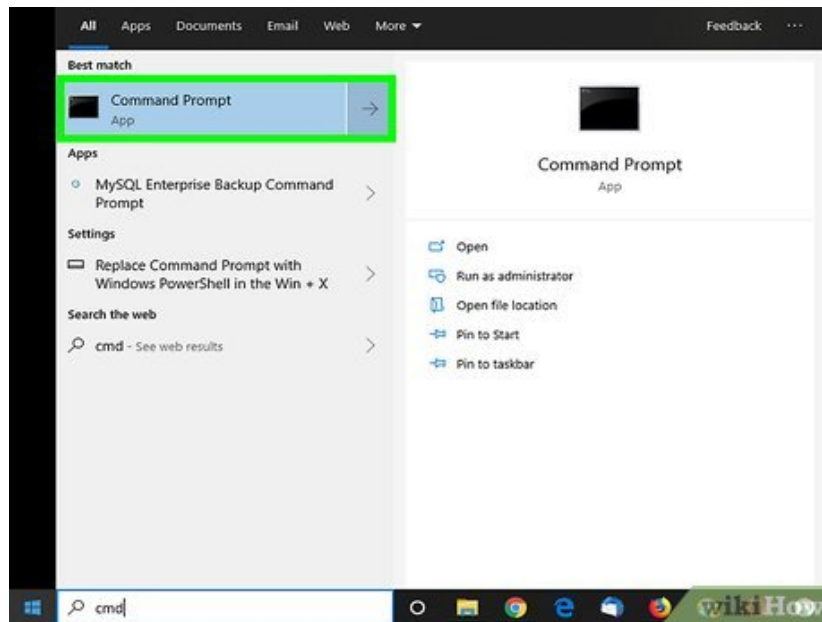 All Apps Documents Email Web More Feedback ...
Best match
Command Prompt
App
Apps
MySQL Enterprise Backup Command
Prompt
Settings
Replace Command Prompt with
Windows PowerShell in the Win + X
Search the web
cmd - See web results
Command Prompt
App
Open
Run as administrator
Open file location
Pin to Start
Pin to taskbar
cmd
wikiHow